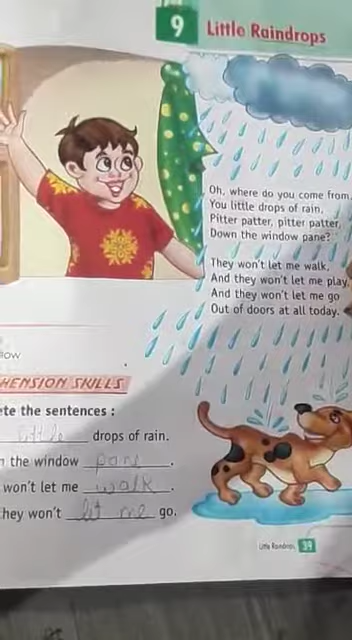 9 Little Raindrops
Oh, where do you come from,
You little drops of rain,
Pitter patter, pitter patter,
Down the window pane?
They won't let me walk,
And they won't let me play,
And they won't let me go
Out of doors at all today.
HENSION SKILLS
te the sentences :
little drops of rain.
the window pane.
won't let me walk.
hey won't let me go.
Little Raindrops 39